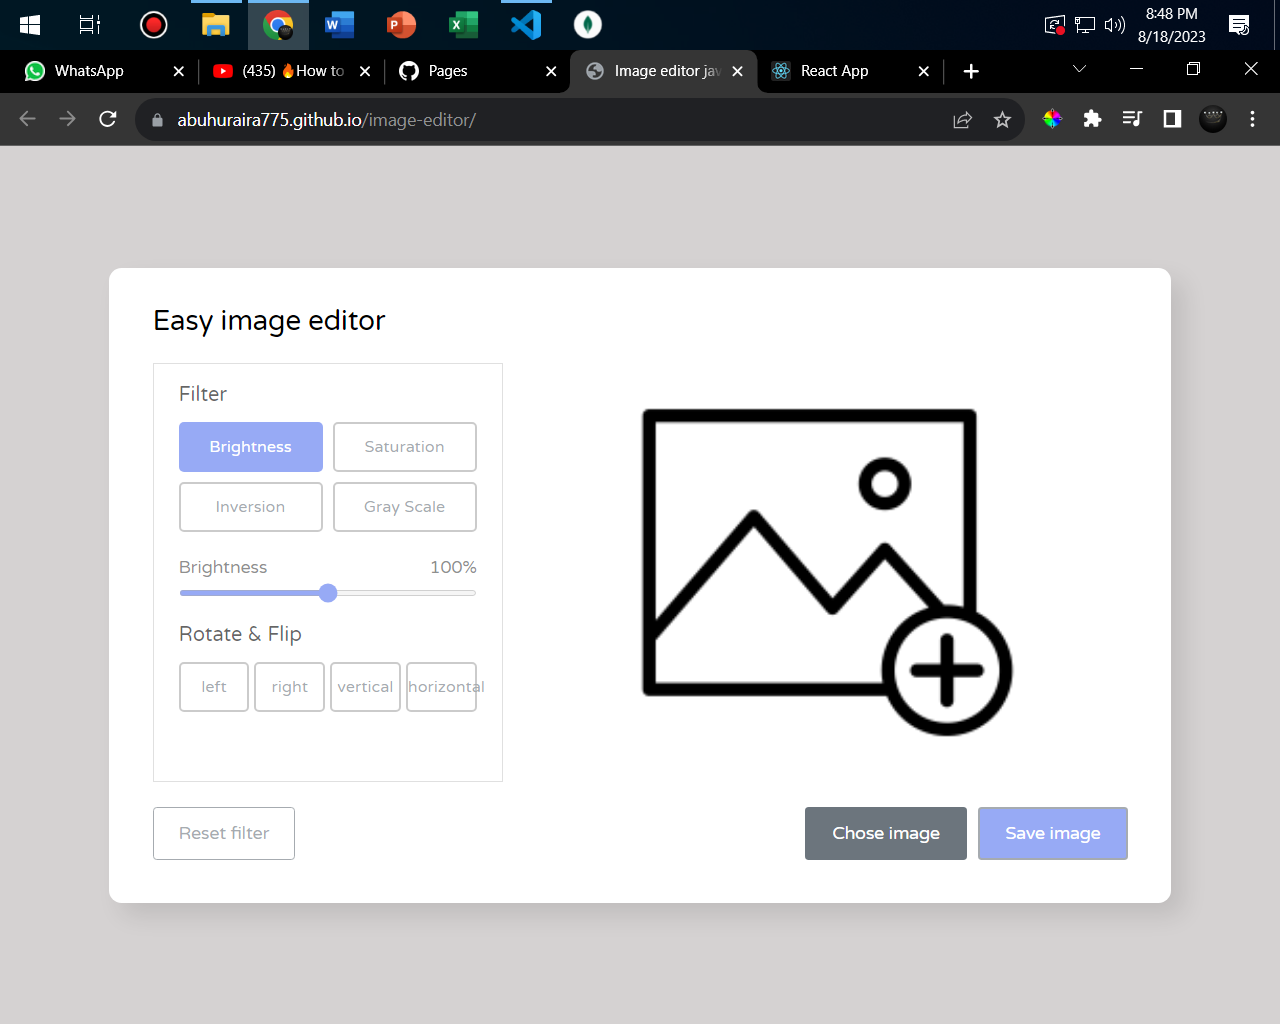 8:48 PM
8/18/2023
WhatsApp
(435) 🔥How to
Pages
Image editor jav
React App
abuhuraira775.github.io/image-editor/
Easy image editor
Filter
Brightness
Saturation
Inversion
Gray Scale
Brightness
100%
Rotate & Flip
left
right
vertical
horizontal
Reset filter
Chose image
Save image